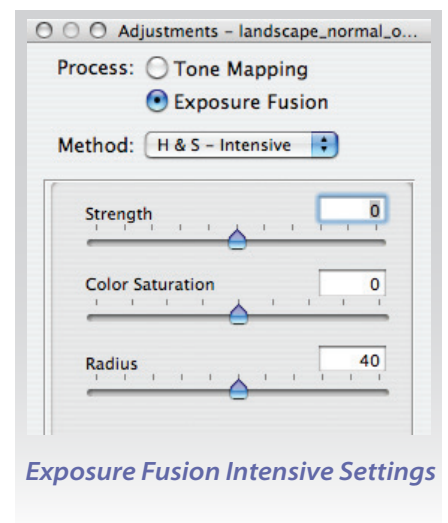 Adjustments – landscape_normal_o...
Process: Tone Mapping
Exposure Fusion
Method: H & S – Intensive
Strength 0
Color Saturation 0
Radius 40
Exposure Fusion Intensive Settings